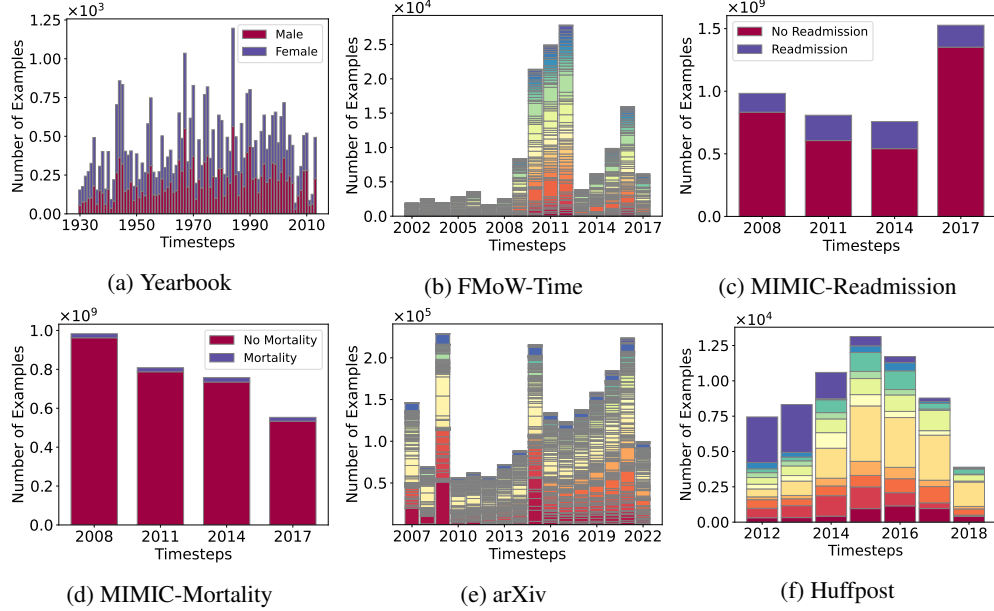 ×10³
Number of Examples
1.25
1.00
0.75
0.50
0.25
0.00
Male
Female
1930
1950
1970
1990
2010
Timesteps
(a) Yearbook
×10⁴
Number of Examples
2.5
2.0
1.5
1.0
0.5
0.0
2002
2005
2008
2011
2014
2017
Timesteps
(b) FMoW-Time
×10⁹
Number of Examples
1.5
1.0
0.5
0.0
No Readmission
Readmission
2008
2011
2014
2017
Timesteps
(c) MIMIC-Readmission
×10⁹
Number of Examples
1.0
0.8
0.6
0.4
0.2
0.0
No Mortality
Mortality
2008
2011
2014
2017
Timesteps
(d) MIMIC-Mortality
×10⁵
Number of Examples
2.0
1.5
1.0
0.5
2007
2010
2013
2016
2019
2022
Timesteps
(e) arXiv
×10⁴
Number of Examples
1.25
1.00
0.75
0.50
0.25
0.00
2012
2014
2016
2018
Timesteps
(f) Huffpost